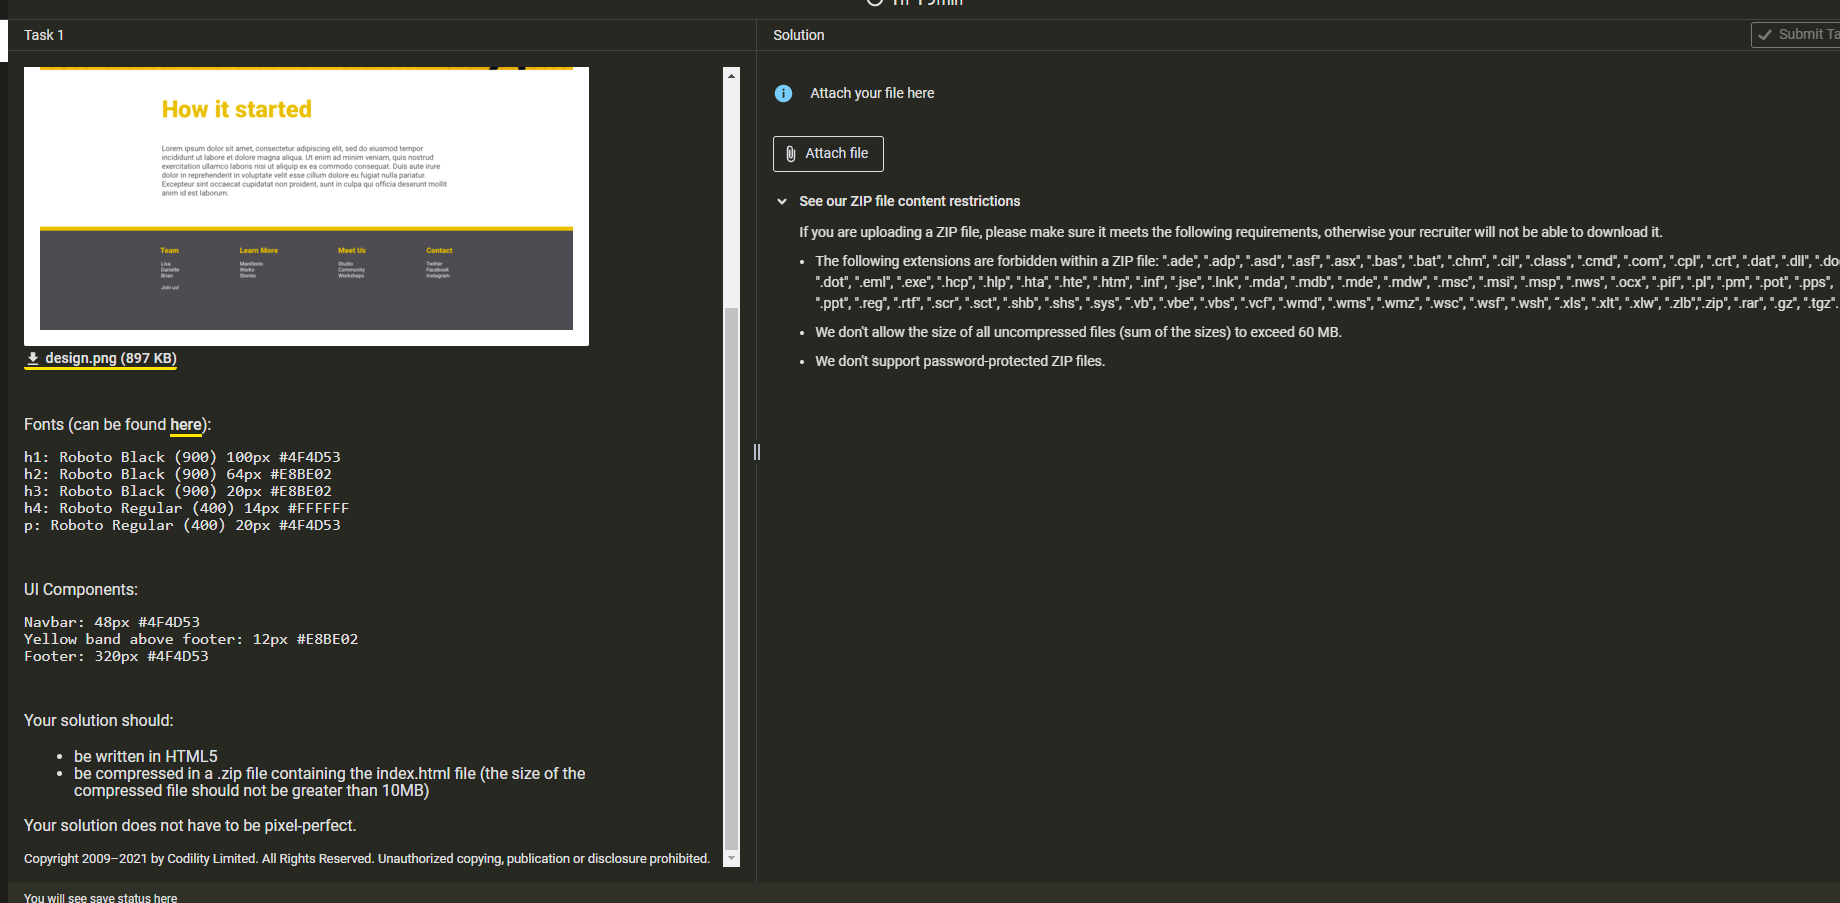 Task 1
How it started
Lorem ipsum dolor sit amet, consectetur adipiscing elit, sed do eiusmod tempor
incididunt ut labore et dolore magna aliqua. Ut enim ad minim veniam, quis nostrud
exercitation ullamco laboris nisi ut aliquip ex ea commodo consequat. Duis aute irure
dolor in reprehenderit in voluptate velit esse cillum dolore eu fugiat nulla pariatur.
Excepteur sint occaecat cupidatat non proident, sunt in culpa qui officia deserunt mollit
anim id est laborum.
Team Learn More Meet Us Contact
Lisa Manifesto Studio Twitter
Danielle Works Community Facebook
Brian Stories Workshops Instagram
Join us!
design.png (897 KB)
Fonts (can be found here):
h1: Roboto Black (900) 100px #4F4D53
h2: Roboto Black (900) 64px #E8BE02
h3: Roboto Black (900) 20px #E8BE02
h4: Roboto Regular (400) 14px #FFFFFF
p: Roboto Regular (400) 20px #4F4D53
UI Components:
Navbar: 48px #4F4D53
Yellow band above footer: 12px #E8BE02
Footer: 320px #4F4D53
Your solution should:
• be written in HTML5
• be compressed in a .zip file containing the index.html file (the size of the
compressed file should not be greater than 10MB)
Your solution does not have to be pixel-perfect.
Copyright 2009–2021 by Codility Limited. All Rights Reserved. Unauthorized copying, publication or disclosure prohibited.
You will see save status here
Solution
Submit Ta
Attach your file here
Attach file
See our ZIP file content restrictions
If you are uploading a ZIP file, please make sure it meets the following requirements, otherwise your recruiter will not be able to download it.
• The following extensions are forbidden within a ZIP file: ".ade", ".adp", ".asd", ".asf", ".asx", ".bas", ".bat", ".chm", ".cil", ".class", ".cmd", ".com", ".cpl", ".crt", ".dat", ".dll", ".do
".dot", ".eml", ".exe", ".hcp", ".hlp", ".hta", ".hte", ".htm", ".inf", ".jse", ".lnk", ".mda", ".mdb", ".mde", ".mdw", ".msc", ".msi", ".msp", ".nws", ".ocx", ".pif", ".pl", ".pm", ".pot", ".pps",
".ppt", ".reg", ".rtf", ".scr", ".sct", ".shb", ".shs", ".sys", “.vb", ".vbe", ".vbs", ".vcf", ".wmd", ".wms", ".wmz", ".wsc", ".wsf", ".wsh", “.xls", ".xlt", ".xlw", ".zlb",".zip", ".rar", ".gz", ".tgz".
• We don't allow the size of all uncompressed files (sum of the sizes) to exceed 60 MB.
• We don't support password-protected ZIP files.